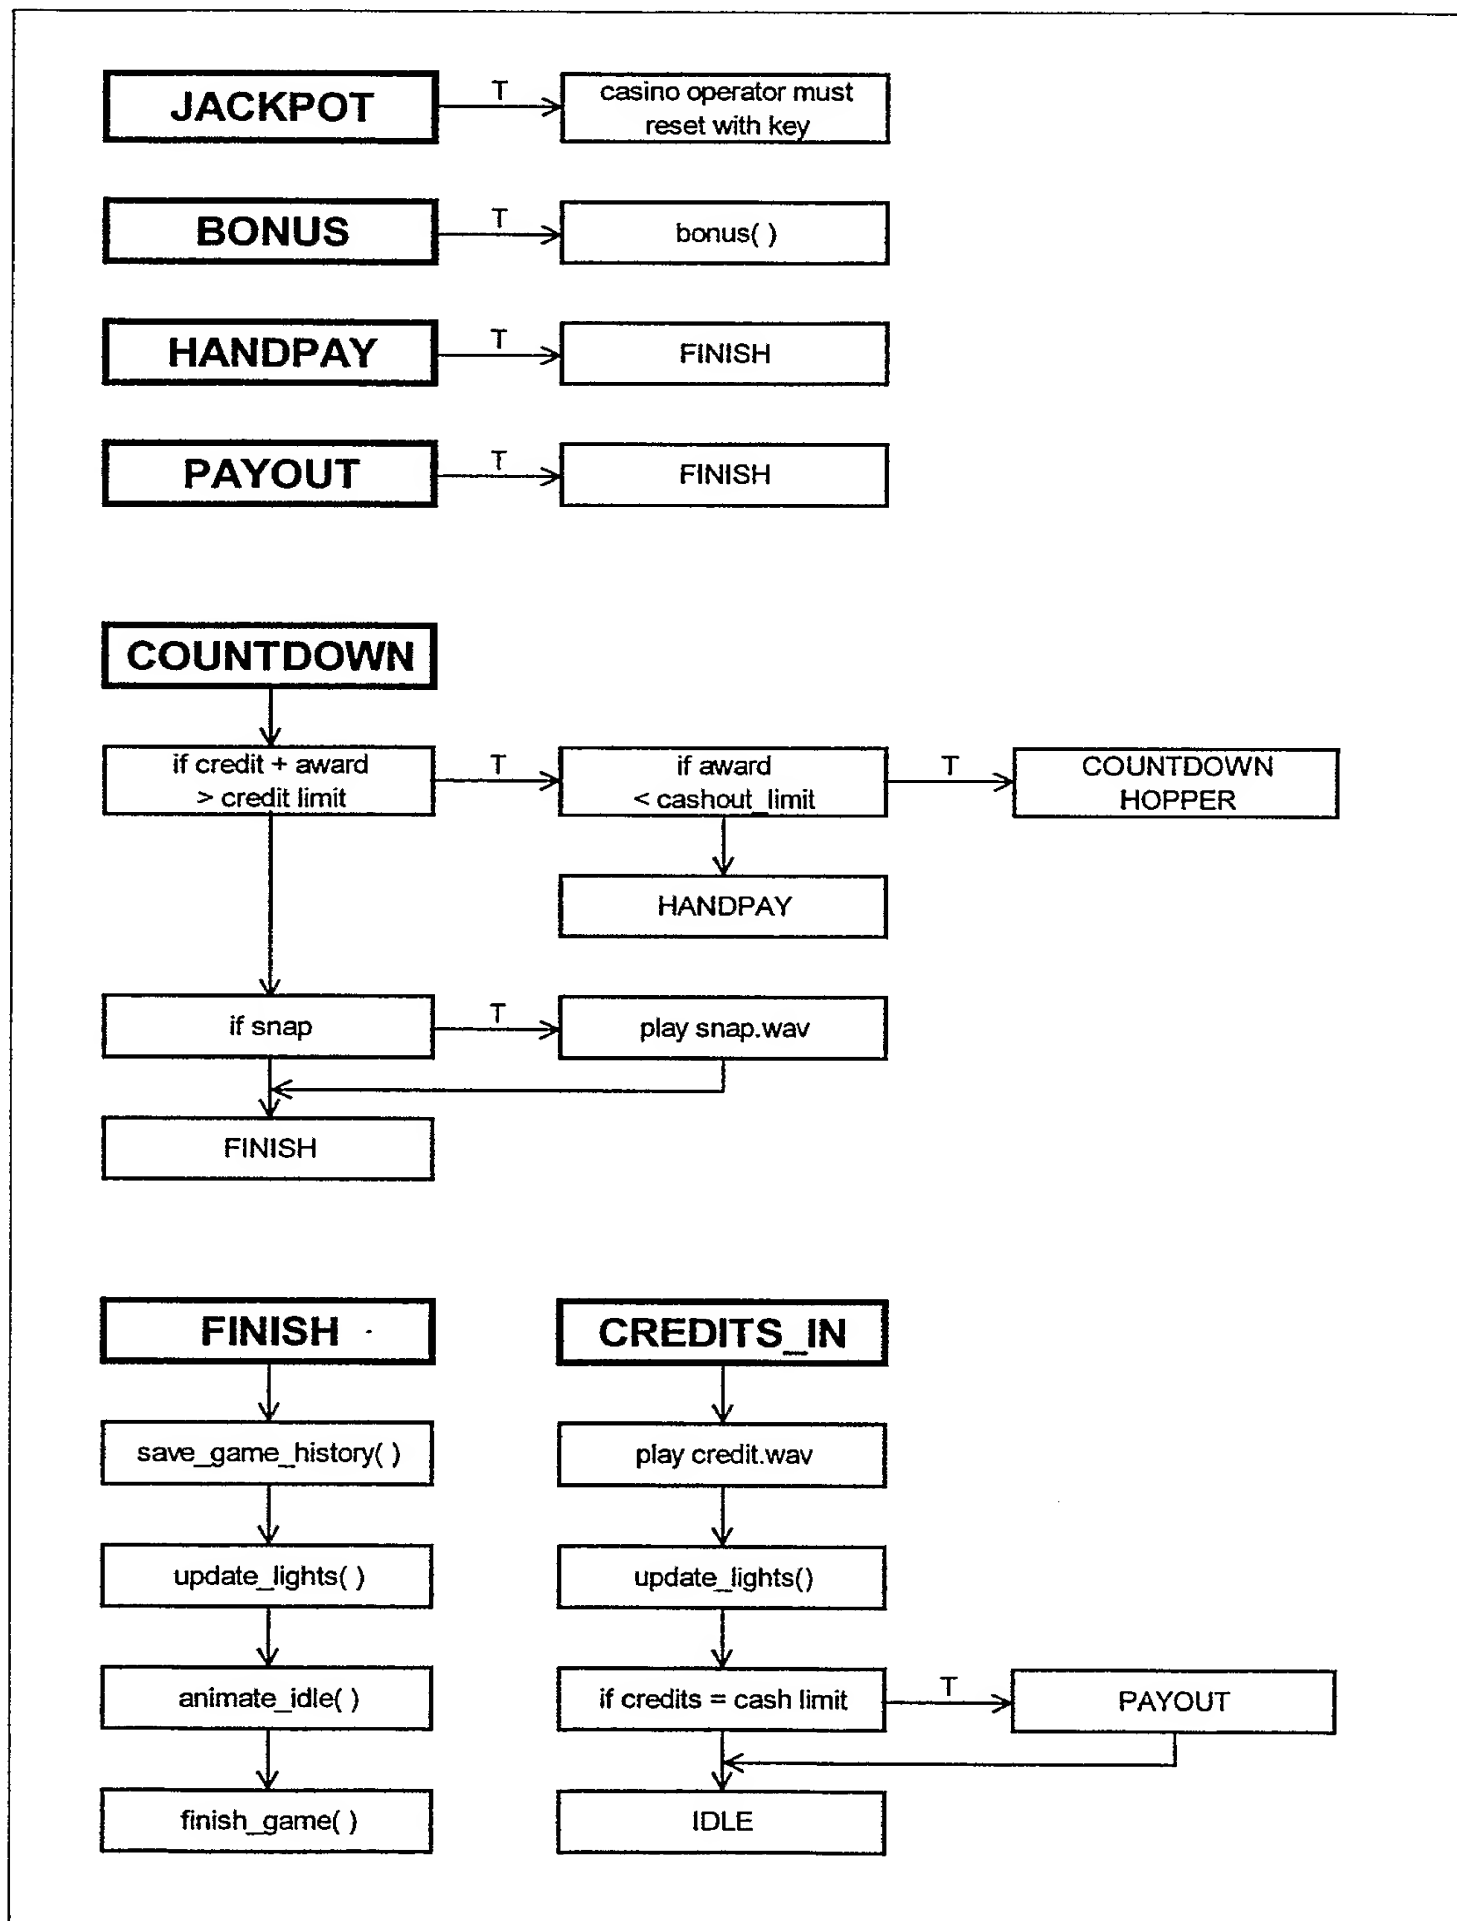 JACKPOT
T
casino operator must
reset with key
BONUS
T
bonus( )
HANDPAY
T
FINISH
PAYOUT
T
FINISH
COUNTDOWN
if credit + award
> credit limit
T
if award
< cashout_limit
T
COUNTDOWN
HOPPER
HANDPAY
if snap
T
play snap.wav
FINISH
FINISH
save_game_history( )
update_lights( )
animate_idle( )
finish_game( )
CREDITS_IN
play credit.wav
update_lights()
if credits = cash limit
T
PAYOUT
IDLE